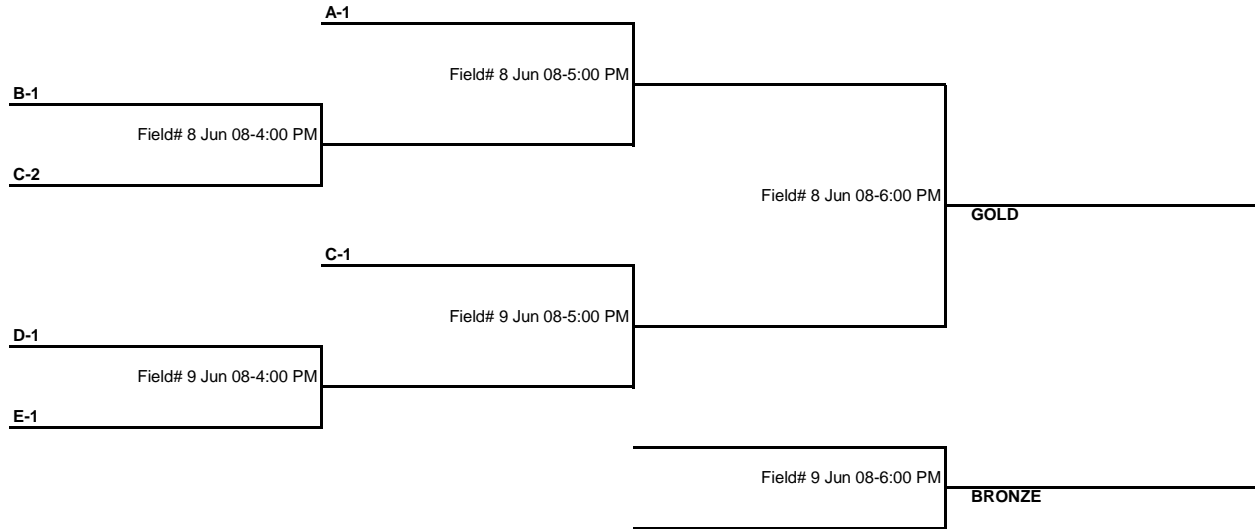 A-1
Field# 8 Jun 08-5:00 PM
B-1
Field# 8 Jun 08-4:00 PM
C-2
Field# 8 Jun 08-6:00 PM
GOLD
C-1
Field# 9 Jun 08-5:00 PM
D-1
Field# 9 Jun 08-4:00 PM
E-1
Field# 9 Jun 08-6:00 PM
BRONZE